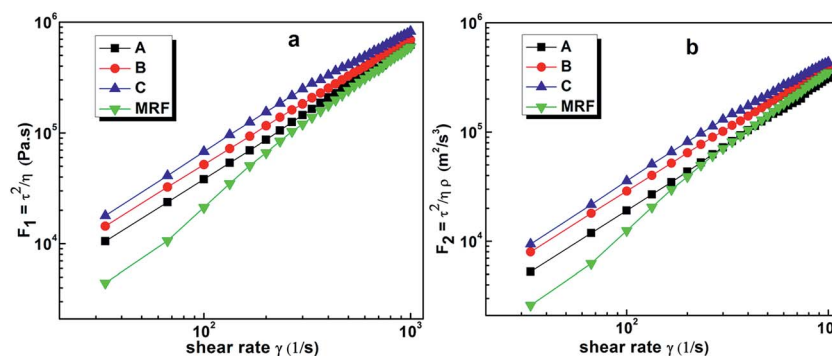 a
A
B
C
MRF
F₁ = τ²/η (Pa.s)
10⁶
10⁵
10⁴
10² 10³
shear rate γ (1/s)
b
A
B
C
MRF
F₂ = τ²/η ρ (m²/s³)
10⁶
10⁵
10⁴
10²
shear rate γ (1/s)